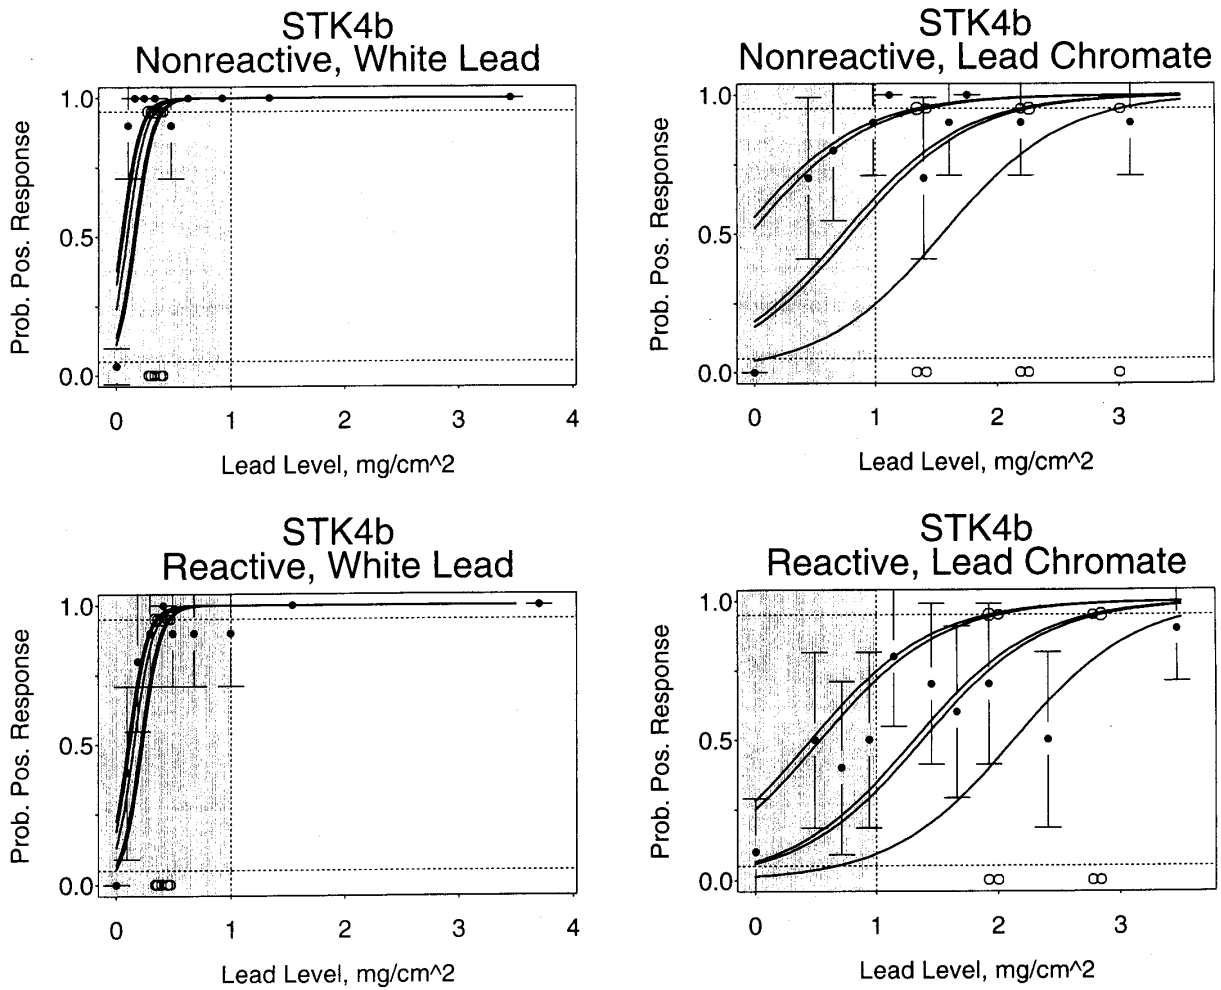 STK4b
Nonreactive, White Lead
Prob. Pos. Response
1.0
0.5
0.0
0 1 2 3 4
Lead Level, mg/cm^2
STK4b
Nonreactive, Lead Chromate
Prob. Pos. Response
1.0
0.5
0.0
0 1 2 3
Lead Level, mg/cm^2
STK4b
Reactive, White Lead
Prob. Pos. Response
1.0
0.5
0.0
0 1 2 3 4
Lead Level, mg/cm^2
STK4b
Reactive, Lead Chromate
Prob. Pos. Response
1.0
0.5
0.0
0 1 2 3
Lead Level, mg/cm^2